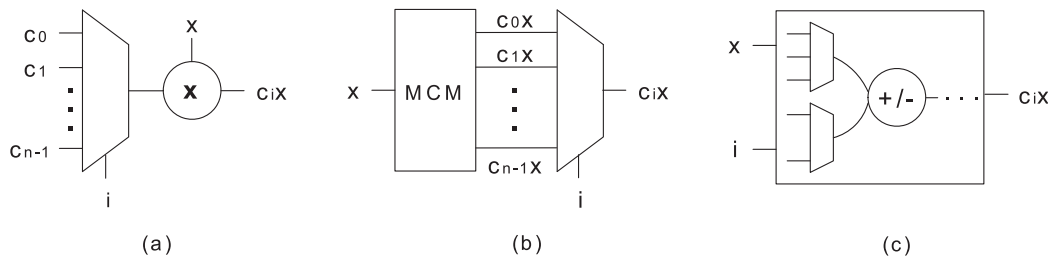 C0
C1
Cn-1
i
X
X
CiX
(a)
X
MCM
C0X
C1X
Cn-1X
i
CiX
(b)
X
i
+/-
CiX
(c)